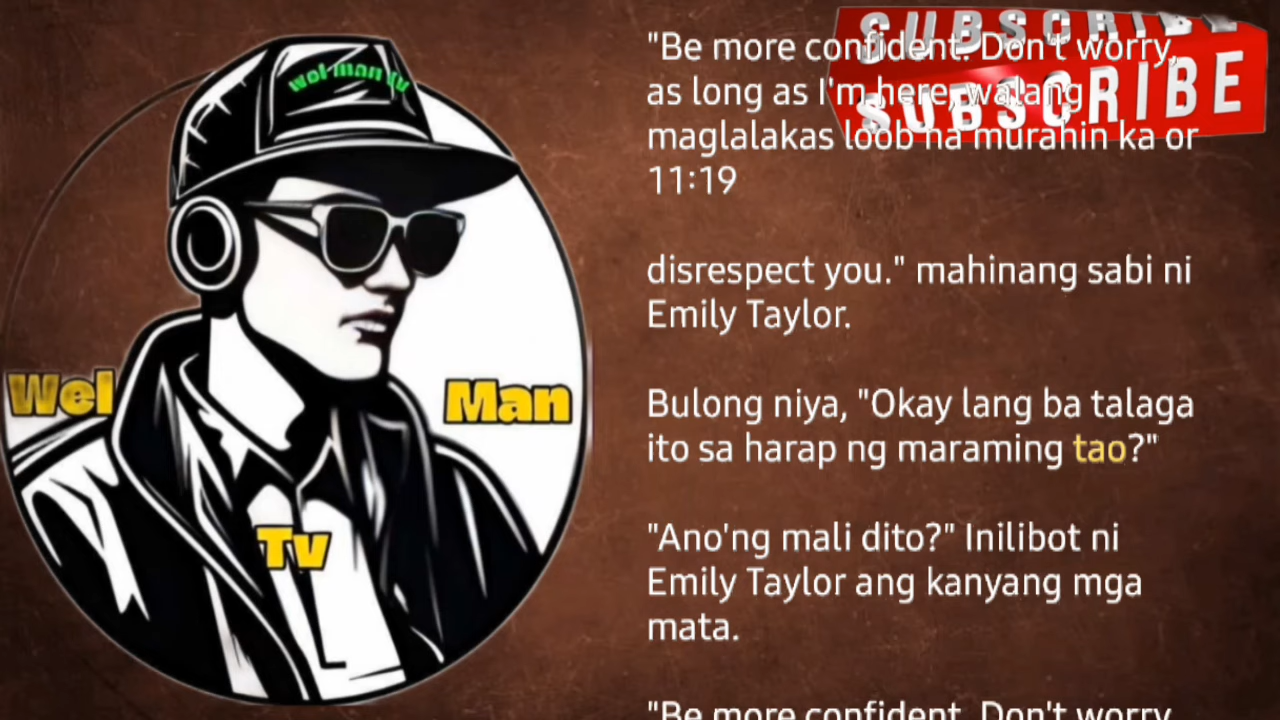 wel man tv
Wel
Man
Tv
SUBSCRIBE
SUBSCRIBE
"Be more confident. Don't worry,
as long as I'm here, walang
maglalakas loob na murahin ka or
11:19
disrespect you." mahinang sabi ni
Emily Taylor.
Bulong niya, "Okay lang ba talaga
ito sa harap ng maraming tao?"
"Ano'ng mali dito?" Inilibot ni
Emily Taylor ang kanyang mga
mata.
"Be more confident. Don't worry,